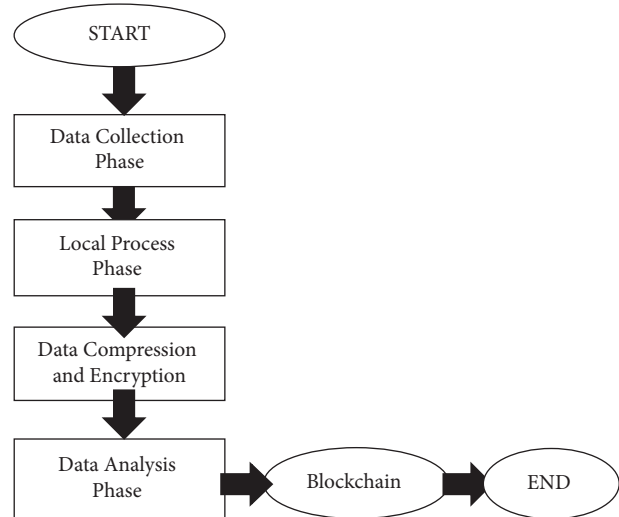 START
Data Collection
Phase
Local Process
Phase
Data Compression
and Encryption
Data Analysis
Phase
Blockchain
END